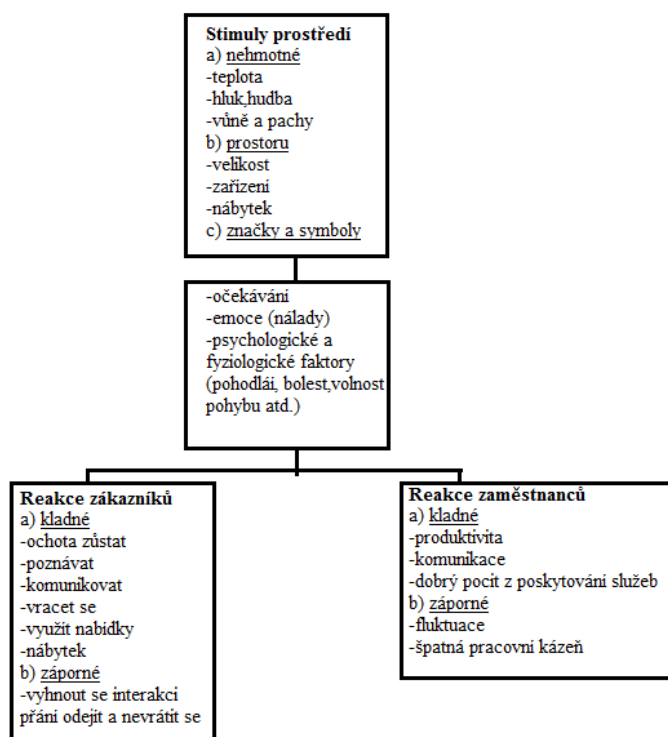 Stimuly prostředí
a) nehmotné
-teplota
-hluk,hudba
-vůně a pachy
b) prostoru
-velikost
-zařízení
-nábytek
c) značky a symboly
-očekávání
-emoce (nálady)
-psychologické a
fyziologické faktory
(pohodlái, bolest,volnost
pohybu atd.)
Reakce zákazníků
a) kladné
-ochota zůstat
-poznávat
-komunikovat
-vracet se
-využít nabídky
-nábytek
b) záporné
-vyhnout se interakci
přání odejít a nevrátit se
Reakce zaměstnanců
a) kladné
-produktivita
-komunikace
-dobrý pocit z poskytování služeb
b) záporné
-fluktuace
-špatná pracovní kázeň